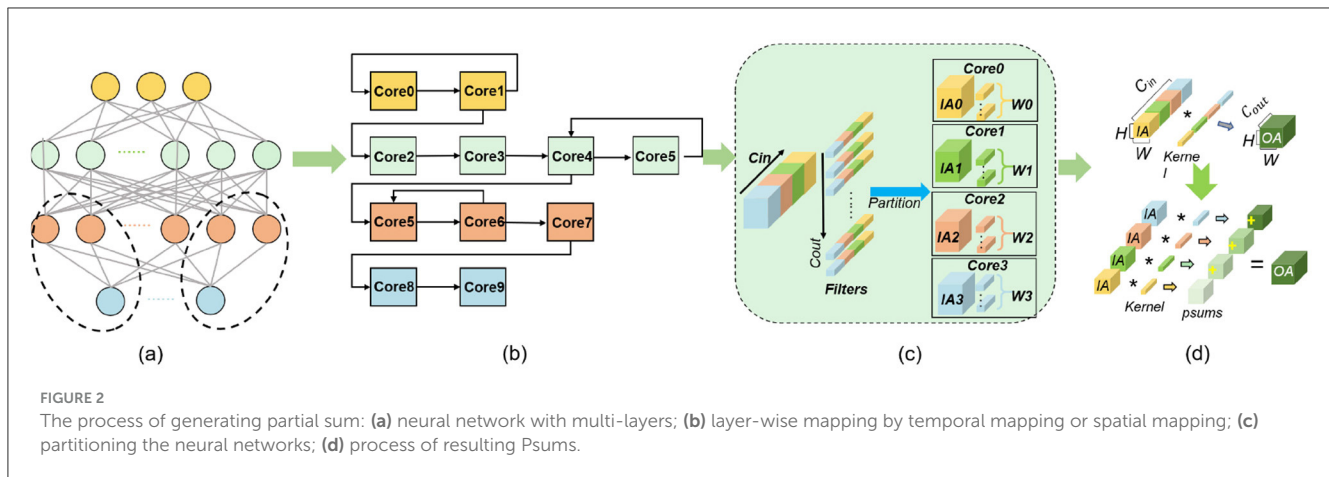 Core0
Core1
Core2
Core3
Core4
Core5
Core5
Core6
Core7
Core8
Core9
Cin
Cout
Filters
Partition
Core0
IA0
W0
Core1
IA1
W1
Core2
IA2
W2
Core3
IA3
W3
Cin
H
IA
W
*
Kerne
l
Cout
H
OA
W
IA
*
+
IA
*
+
IA
*
+
IA
*
=
OA
Kernel
psums
(a)
(b)
(c)
(d)
FIGURE 2
The process of generating partial sum: (a) neural network with multi-layers; (b) layer-wise mapping by temporal mapping or spatial mapping; (c)
partitioning the neural networks; (d) process of resulting Psums.